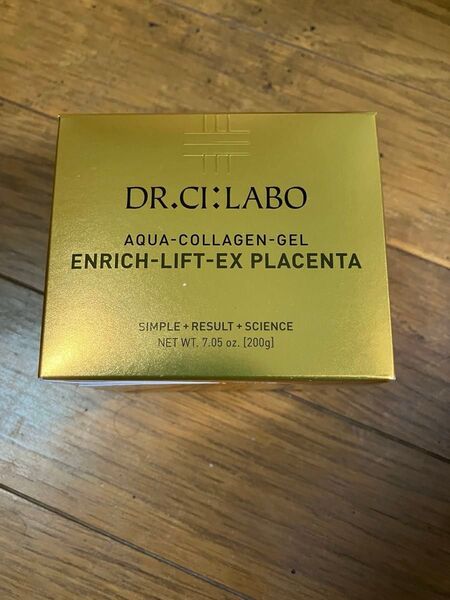 DR.CI:LABO
AQUA-COLLAGEN-GEL
ENRICH-LIFT-EX PLACENTA
SIMPLE + RESULT + SCIENCE
NET WT. 7.05 oz. [200g]